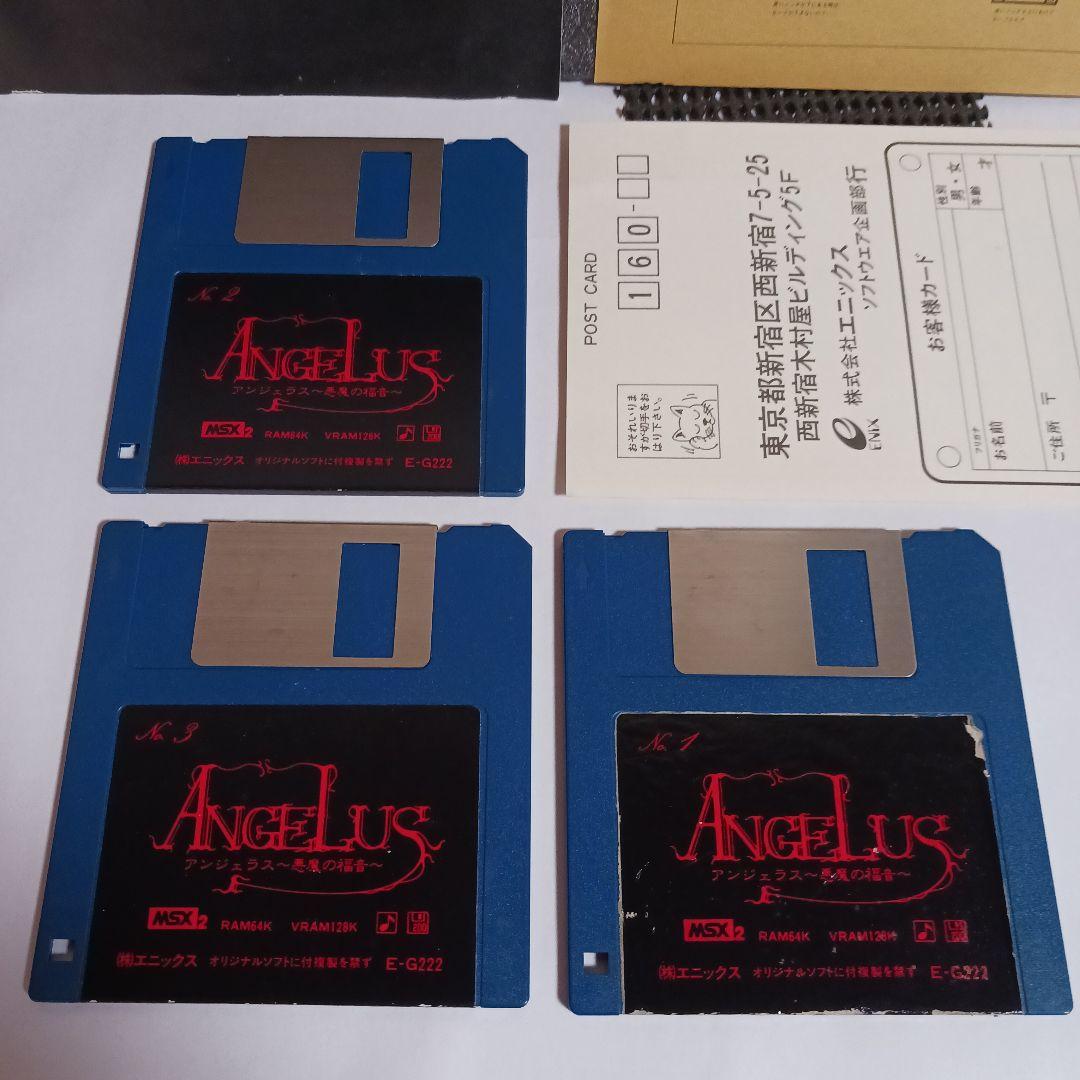 No. 2
ANGELUS
アンジェラス～悪魔の福音～
MSX2 RAM64K VRAM128K
(株)エニックス オリジナルソフトに付複製を禁ず E-G222
POST CARD
160-
おそれいりま
すが切手をお
はり下さい。
東京都新宿区西新宿7-5-25
西新宿木村屋ビルディング5F
株式会社エニックス
ソフトウエア企画部行
ENIX
お客様カード
性別
男・女
年齢
才
フリガナ
お名前
ご住所 〒
No. 3
ANGELUS
アンジェラス～悪魔の福音～
MSX2 RAM64K VRAM128K
(株)エニックス オリジナルソフトに付複製を禁ず E-G222
No. 1
ANGELUS
アンジェラス～悪魔の福音～
MSX2 RAM64K VRAM128K
(株)エニックス オリジナルソフトに付複製を禁ず E-G222